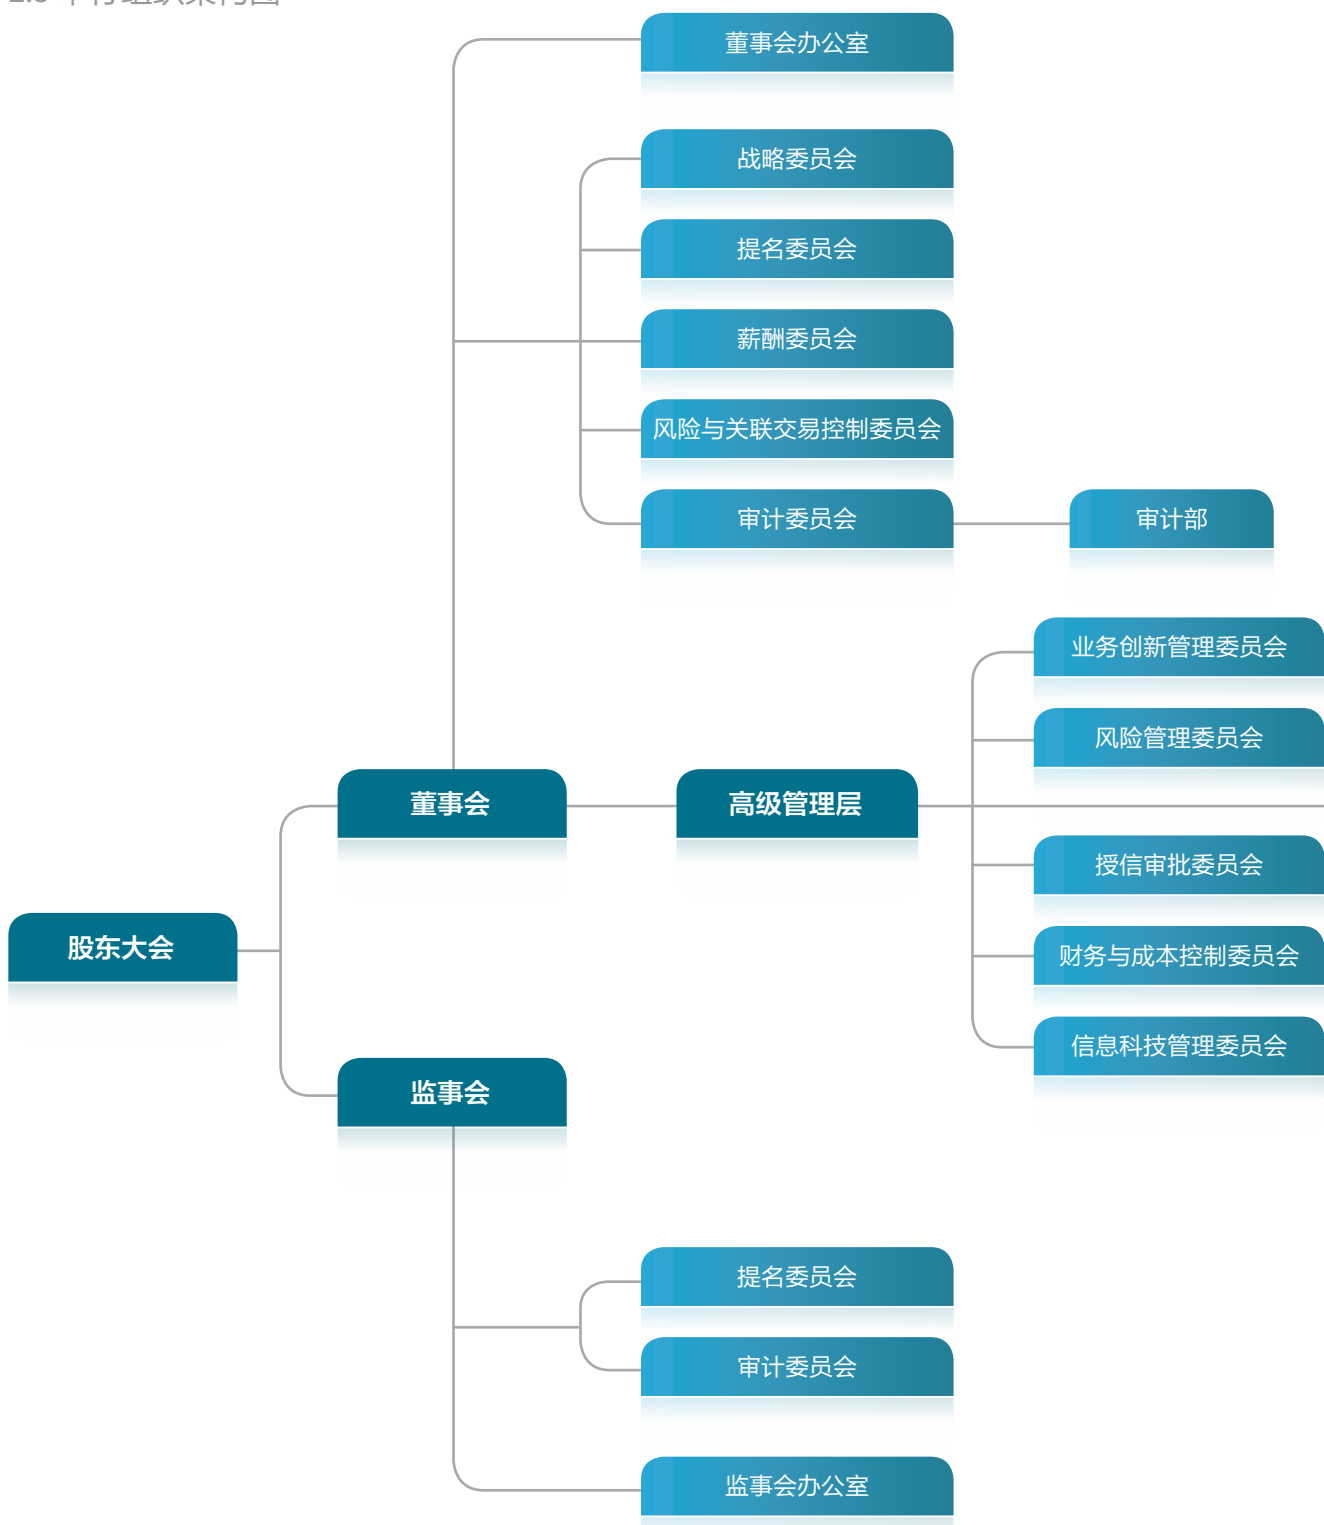 董事会办公室
战略委员会
提名委员会
薪酬委员会
风险与关联交易控制委员会
审计委员会
审计部
业务创新管理委员会
风险管理委员会
董事会
高级管理层
授信审批委员会
股东大会
财务与成本控制委员会
信息科技管理委员会
监事会
提名委员会
审计委员会
监事会办公室